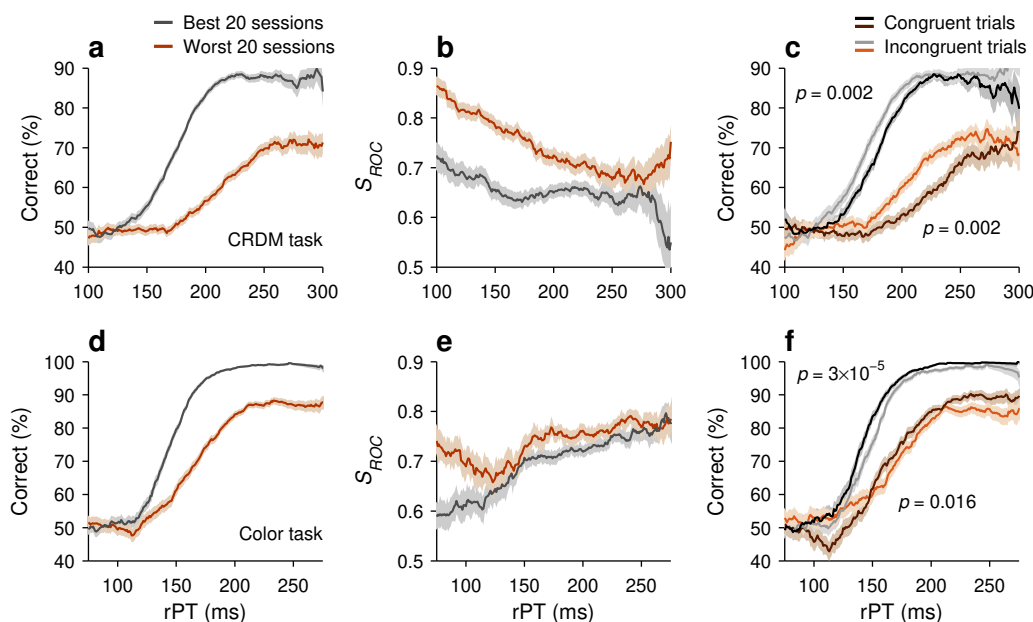 Best 20 sessions
Worst 20 sessions
Congruent trials
Incongruent trials
a
90
80
70
60
50
40
Correct (%)
CRDM task
100 150 200 250 300
b
0.9
0.8
0.7
0.6
0.5
S_ROC
100 150 200 250 300
c
90
80
70
60
50
40
Correct (%)
p = 0.002
p = 0.002
100 150 200 250 300
d
100
90
80
70
60
50
40
Correct (%)
Color task
100 150 200 250
rPT (ms)
e
0.9
0.8
0.7
0.6
0.5
S_ROC
100 150 200 250
rPT (ms)
f
100
90
80
70
60
50
40
Correct (%)
p = 3×10⁻⁵
p = 0.016
100 150 200 250
rPT (ms)